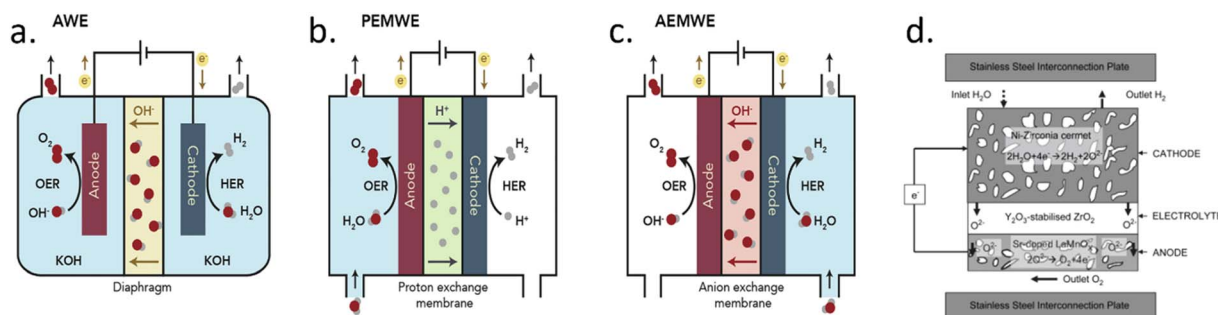 a.
AWE
e-
e-
OH-
O2
OER
OH-
Anode
Cathode
H2
HER
H2O
KOH
KOH
Diaphragm
b.
PEMWE
e-
e-
H+
O2
OER
H2O
Anode
Cathode
H2
HER
H+
Proton exchange
membrane
c.
AEMWE
e-
e-
OH-
O2
OER
OH-
Anode
Cathode
H2
HER
H2O
Anion exchange
membrane
d.
Stainless Steel Interconnection Plate
Inlet H2O
Outlet H2
Ni-Zirconia cermet
2H2O+4e-→2H2+2O2-
CATHODE
e-
Y2O3-stabilised ZrO2
ELECTROLYTE
O2-
O2-
O2-
Sr-doped LaMnO3
O2-
2O2-→O2+4e-
ANODE
Outlet O2
Stainless Steel Interconnection Plate